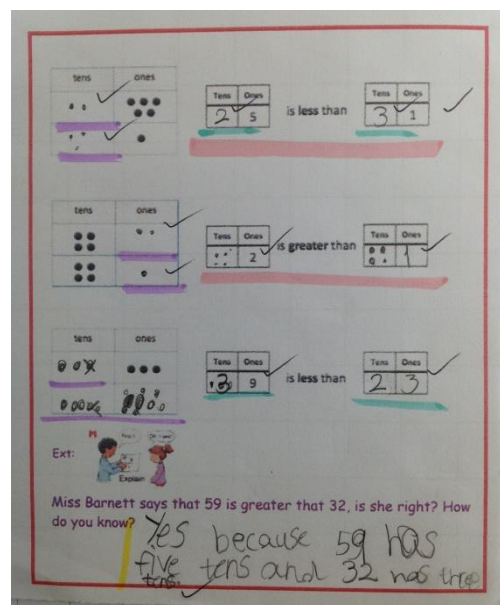 tens ones
Tens Ones Tens Ones
2 5 is less than 3 1
tens ones
Tens Ones Tens Ones
2 is greater than 1
tens ones
Tens Ones Tens Ones
9 is less than 2 3
Ext:
Explain
Miss Barnett says that 59 is greater that 32, is she right? How
do you know? Yes because 59 has
five tens and 32 has three
tens.